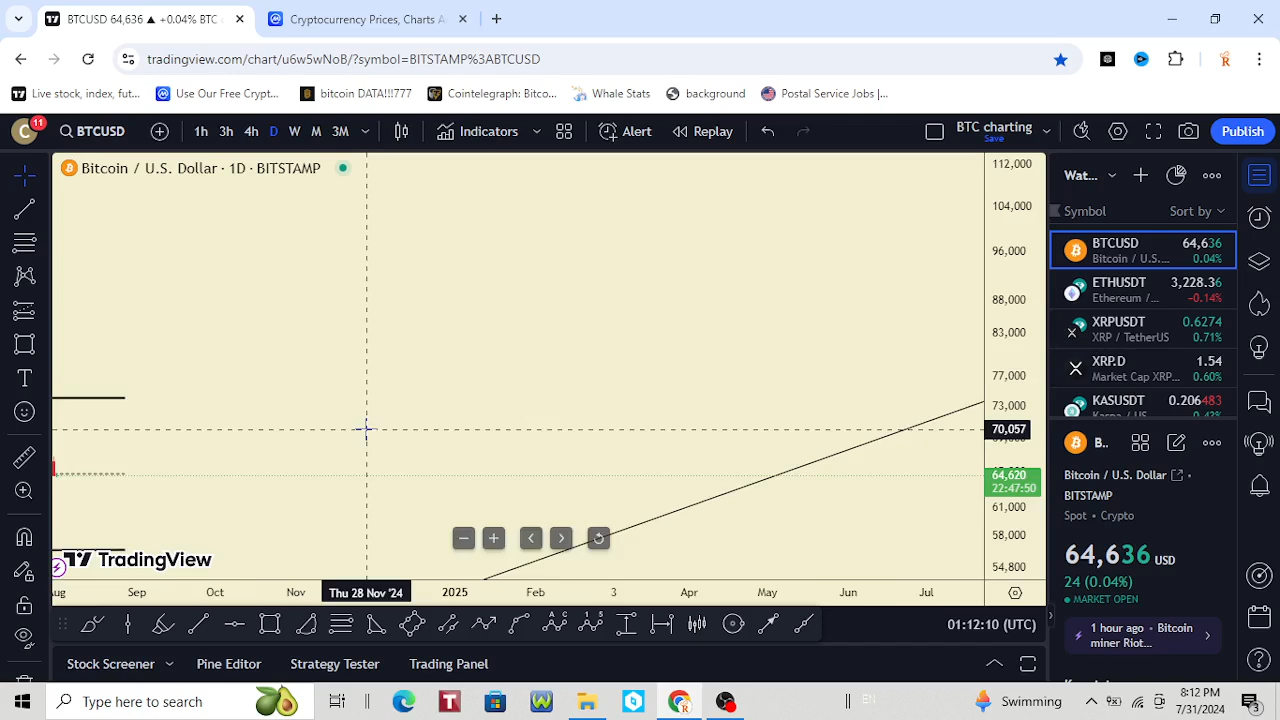 BTCUSD 64,636 ▲ +0.04% BTC
Cryptocurrency Prices, Charts A
tradingview.com/chart/u6w5wNoB/?symbol=BITSTAMP%3ABTCUSD
Live stock, index, fut...
Use Our Free Crypt...
bitcoin DATA!!!777
Cointelegraph: Bitco...
Whale Stats
background
Postal Service Jobs |...
C
11
BTCUSD
1h
3h
4h
D
W
M
3M
Indicators
Alert
Replay
BTC charting
Save
Publish
Bitcoin / U.S. Dollar · 1D · BITSTAMP
112,000
104,000
96,000
88,000
83,000
77,000
73,000
70,057
64,620
22:47:50
61,000
58,000
54,800
TradingView
Aug
Sep
Oct
Nov
Thu 28 Nov '24
2025
Feb
3
Apr
May
Jun
Jul
01:12:10 (UTC)
Stock Screener
Pine Editor
Strategy Tester
Trading Panel
Wat...
Symbol
Sort by
BTCUSD
64,636
Bitcoin / U.S....
0.04%
ETHUSDT
3,228.36
Ethereum /...
−0.14%
XRPUSDT
0.6274
XRP / TetherUS
0.71%
XRP.D
1.54
Market Cap XRP...
0.60%
KASUSDT
0.206483
B..
Bitcoin / U.S. Dollar
BITSTAMP
Spot • Crypto
64,636 USD
24 (0.04%)
MARKET OPEN
1 hour ago • Bitcoin
miner Riot...
Type here to search
EN
Swimming
8:12 PM
7/31/2024
3